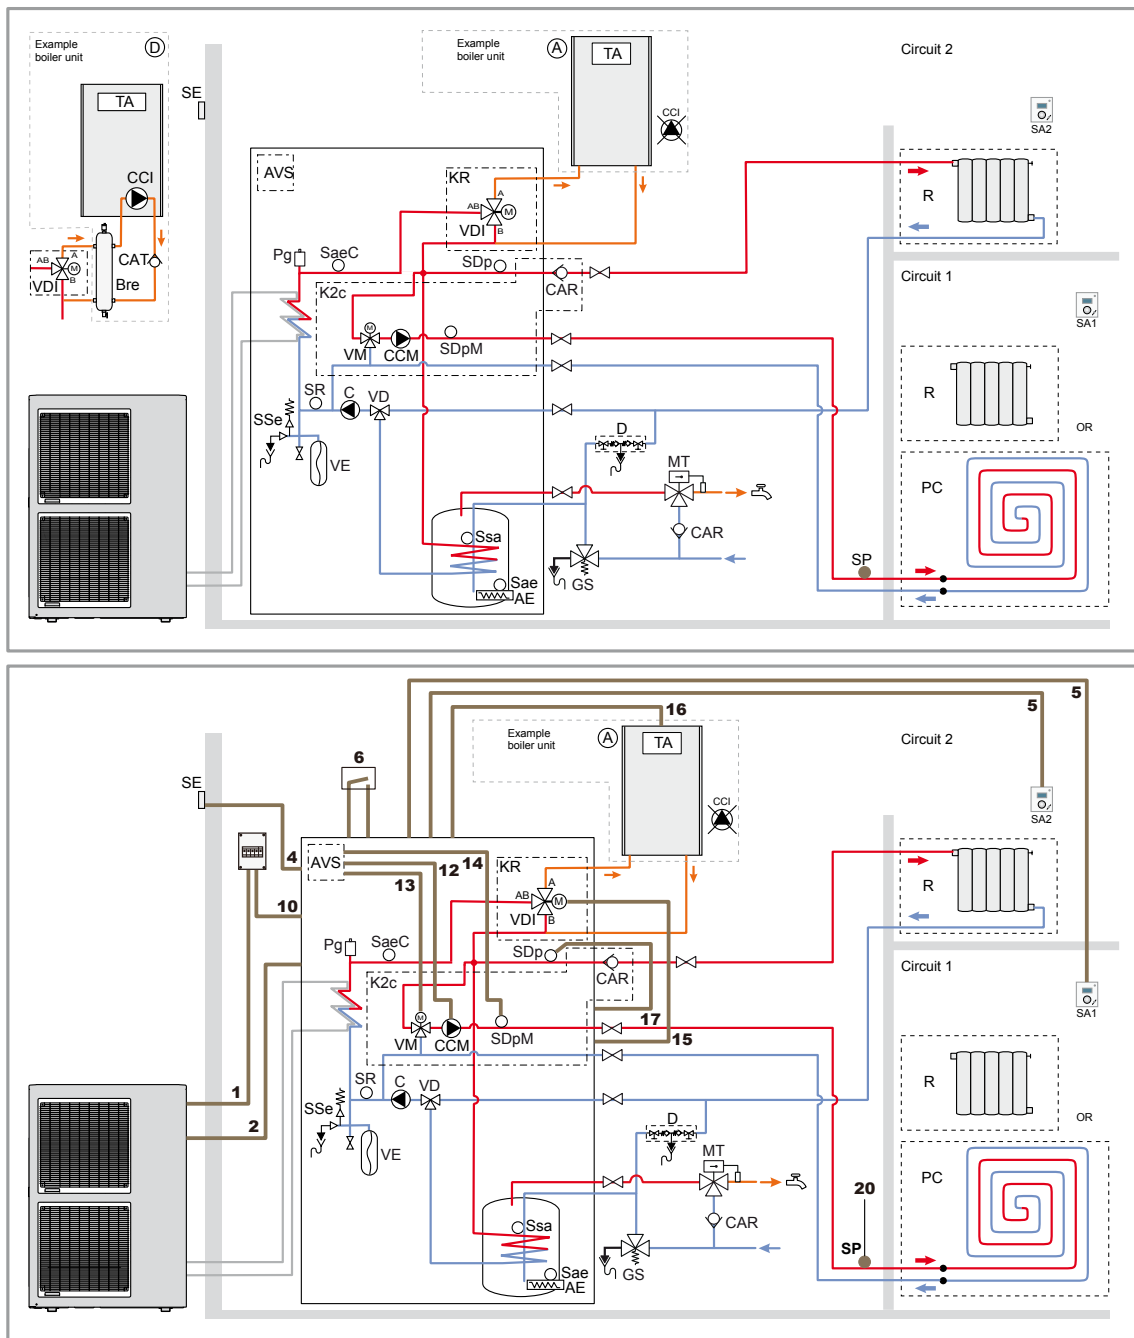 Example
boiler unit
D
TA
CCI
CAT
A
AB
M
B
VDI
Bre
SE
Example
boiler unit
A
TA
CCI
Circuit 2
SA2
AVS
KR
A
AB
M
VDI
B
R
Pg
SaeC
SDp
CAR
Circuit 1
K2c
SA1
M
VM
CCM
SDpM
R
SR
C
VD
SSe
VE
D
OR
MT
PC
Ssa
CAR
SP
Sae
AE
GS
5
5
16
Example
boiler unit
A
TA
Circuit 2
6
SE
CCI
SA2
4
AVS
14
12
13
KR
A
AB
M
VDI
B
R
10
Pg
SaeC
SDp
CAR
Circuit 1
K2c
SA1
M
17
VM
CCM
SDpM
15
R
1
SR
C
VD
SSe
D
OR
2
VE
MT
PC
20
Ssa
CAR
SP
Sae
AE
GS